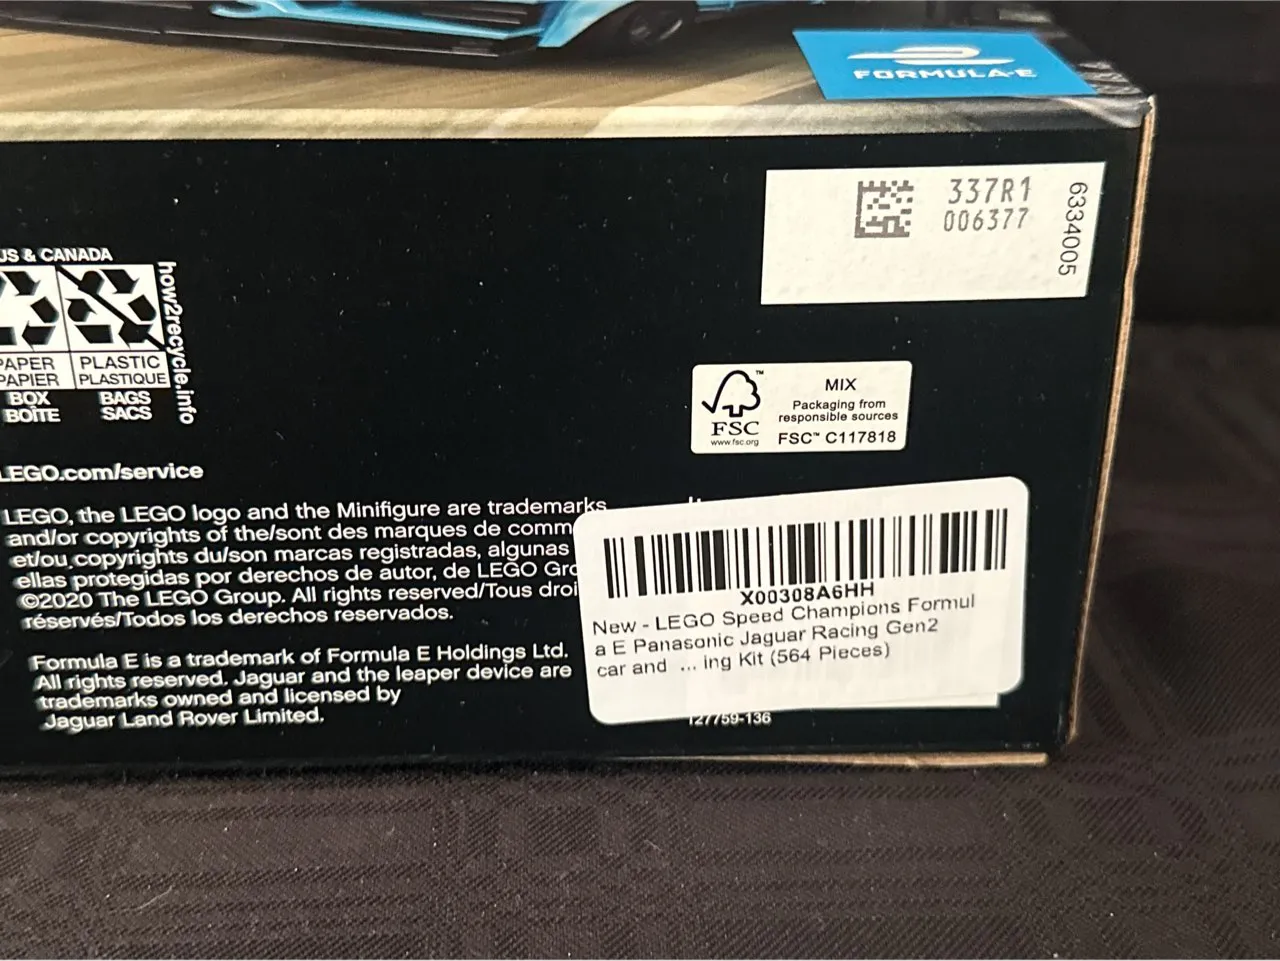 FORMULA-E
337R1
006377
6334005
US & CANADA
how2recycle.info
PAPER
PAPIER
PLASTIC
PLASTIQUE
BOX
BOÎTE
BAGS
SACS
MIX
Packaging from
responsible sources
FSC™ C117818
FSC
www.fsc.org
LEGO.com/service
LEGO, the LEGO logo and the Minifigure are trademarks
and/or copyrights of the/sont des marques de comm
et/ou copyrights du/son marcas registradas, algunas
ellas protegidas por derechos de autor, de LEGO Gro
©2020 The LEGO Group. All rights reserved/Tous droi
réservés/Todos los derechos reservados.
Formula E is a trademark of Formula E Holdings Ltd.
All rights reserved. Jaguar and the leaper device are
trademarks owned and licensed by
Jaguar Land Rover Limited.
X00308A6HH
New - LEGO Speed Champions Formul
a E Panasonic Jaguar Racing Gen2
car and ... ing Kit (564 Pieces)
127759-136